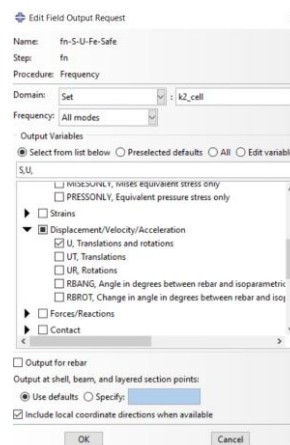 Edit Field Output Request
Name: fn-S-U-Fe-Safe
Step: fn
Procedure: Frequency
Domain: Set : k2_cell
Frequency: All modes
Output Variables
Select from list below Preselected defaults All Edit variabl
S,U,
MISESONLY, Mises equivalent stress only
PRESSONLY, Equivalent pressure stress only
Strains
Displacement/Velocity/Acceleration
U, Translations and rotations
UT, Translations
UR, Rotations
RBANG, Angle in degrees between rebar and isoparametric
RBROT, Change in angle in degrees between rebar and isop
Forces/Reactions
Contact
Output for rebar
Output at shell, beam, and layered section points:
Use defaults Specify:
Include local coordinate directions when available
OK Cancel